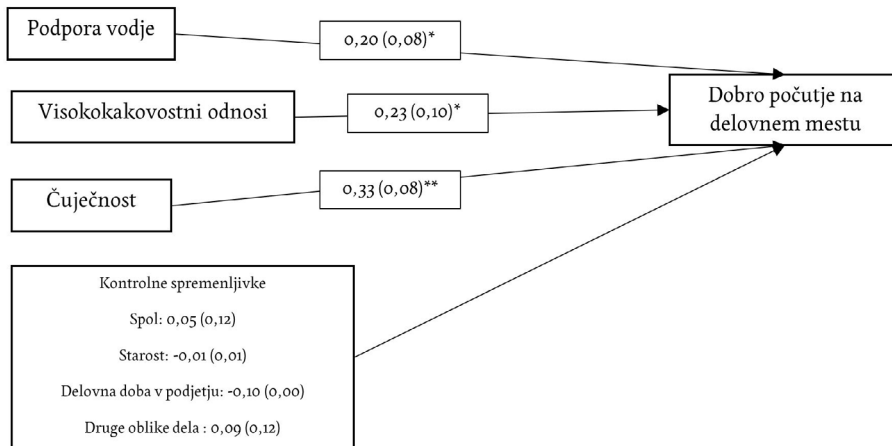 Podpora vodje
0,20 (0,08)*
Visokokakovostni odnosi
0,23 (0,10)*
Dobro počutje na
delovnem mestu
Čuječnost
0,33 (0,08)**
Kontrolne spremenljivke
Spol: 0,05 (0,12)
Starost: -0,01 (0,01)
Delovna doba v podjetju: -0,10 (0,00)
Druge oblike dela : 0,09 (0,12)